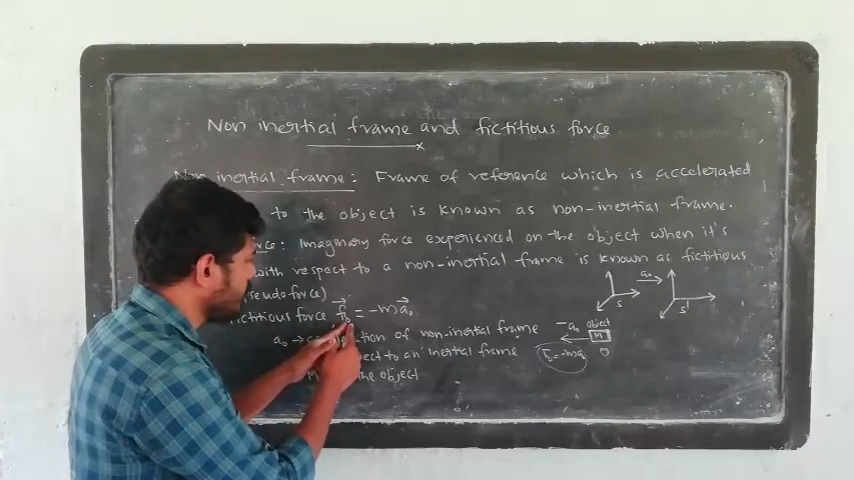 Non inertial frame and fictitious force
Non inertial frame: Frame of reference which is accelerated
to the object is known as non-inertial frame.
: Imaginary force experienced on the object when it's
with respect to a non-inertial frame is known as fictitious
pseudo force)
fictitious force F₀ = -m a₀
a₀ → of non-inertial frame
to an inertial frame
M the object
a₀
S S'
-a₀ object
M
F₀ = -ma₀ O